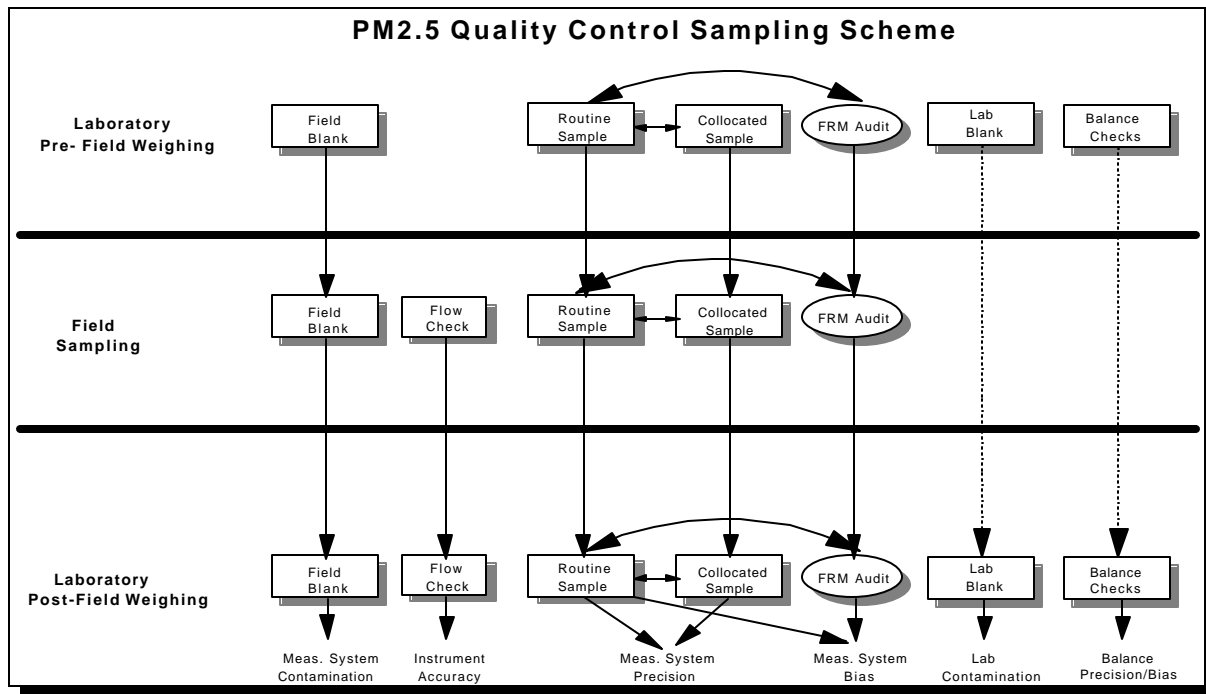 PM2.5 Quality Control Sampling Scheme
Laboratory
Pre- Field Weighing
Field
Blank
Routine
Sample
Collocated
Sample
FRM Audit
Lab
Blank
Balance
Checks
Field
Sampling
Field
Blank
Flow
Check
Routine
Sample
Collocated
Sample
FRM Audit
Laboratory
Post-Field Weighing
Field
Blank
Flow
Check
Routine
Sample
Collocated
Sample
FRM Audit
Lab
Blank
Balance
Checks
Meas. System
Contamination
Instrument
Accuracy
Meas. System
Precision
Meas. System
Bias
Lab
Contamination
Balance
Precision/Bias